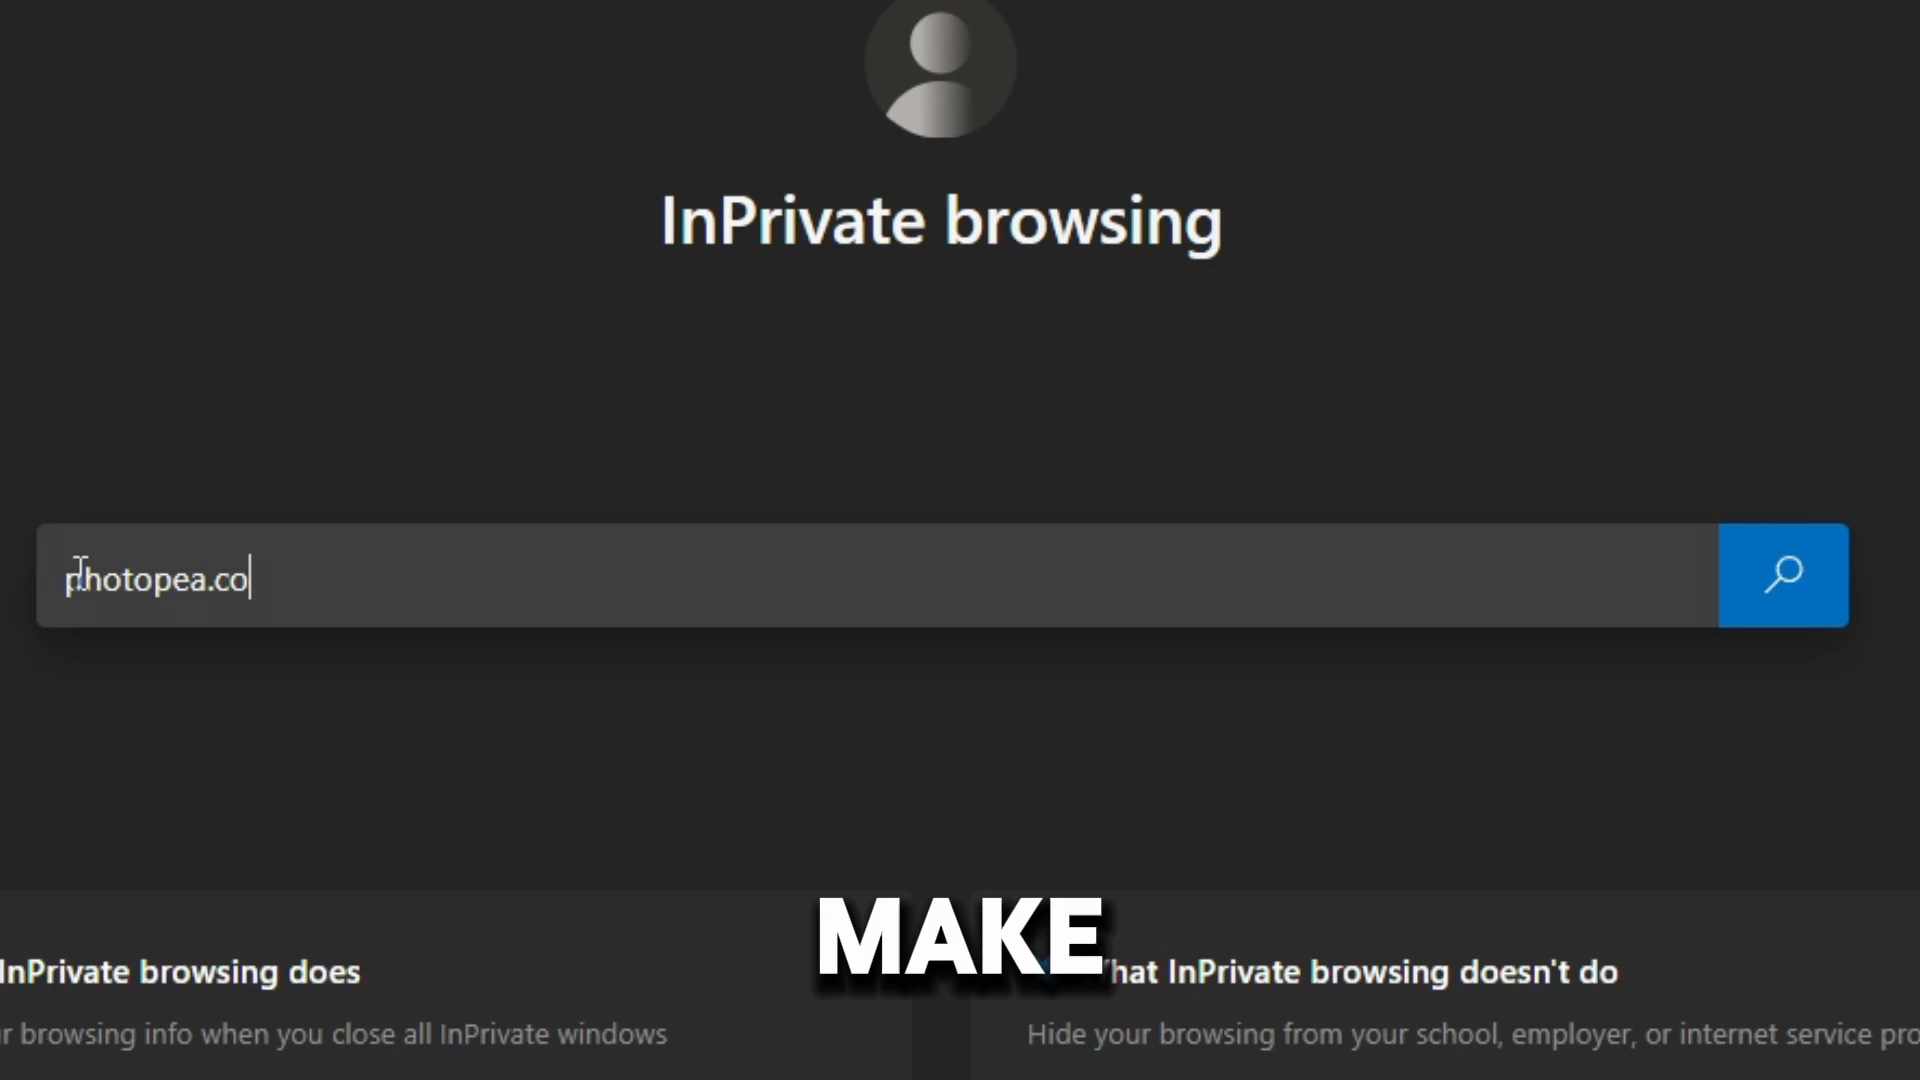 InPrivate browsing
photopea.co
MAKE
InPrivate browsing does
hat InPrivate browsing doesn't do
r browsing info when you close all InPrivate windows
Hide your browsing from your school, employer, or internet service pro